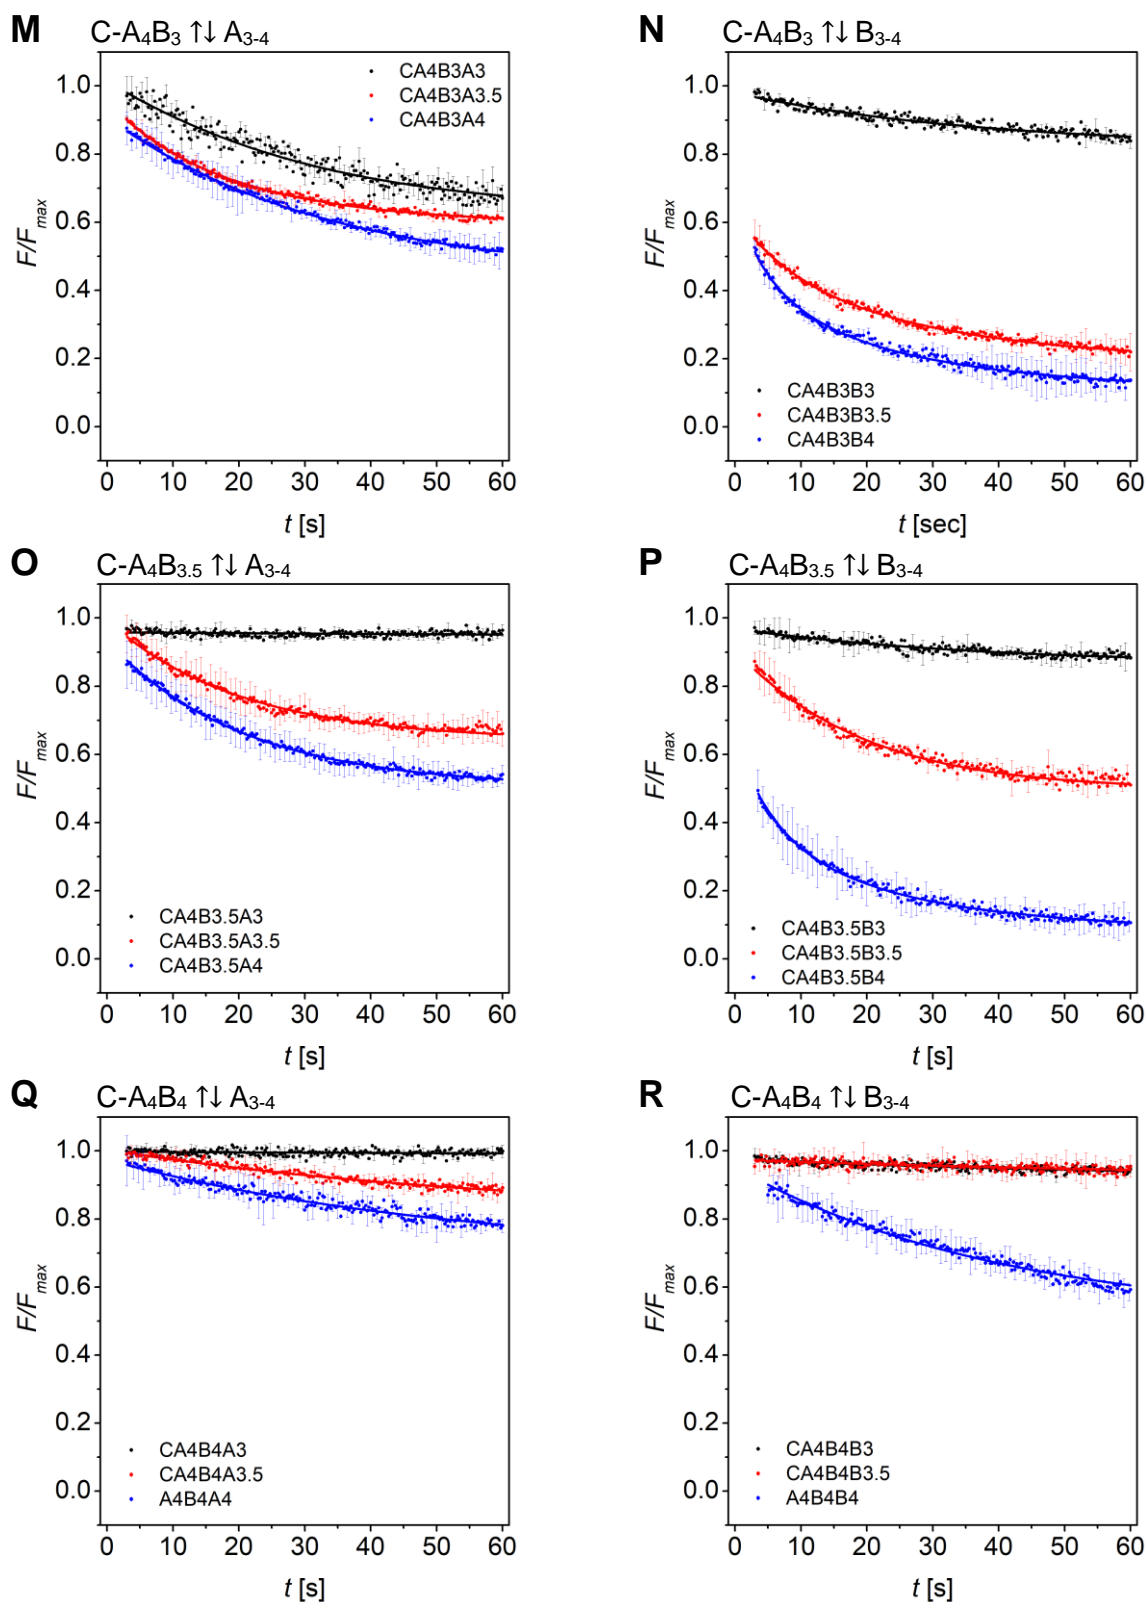 M C-A₄B₃ ↑↓ A₃₋₄
CA4B3A3
CA4B3A3.5
CA4B3A4
F/Fmax
1.0
0.8
0.6
0.4
0.2
0.0
0 10 20 30 40 50 60
t [s]
N C-A₄B₃ ↑↓ B₃₋₄
F/Fmax
1.0
0.8
0.6
0.4
0.2
0.0
CA4B3B3
CA4B3B3.5
CA4B3B4
0 10 20 30 40 50 60
t [sec]
O C-A₄B₃.₅ ↑↓ A₃₋₄
F/Fmax
1.0
0.8
0.6
0.4
0.2
0.0
CA4B3.5A3
CA4B3.5A3.5
CA4B3.5A4
0 10 20 30 40 50 60
t [s]
P C-A₄B₃.₅ ↑↓ B₃₋₄
F/Fmax
1.0
0.8
0.6
0.4
0.2
0.0
CA4B3.5B3
CA4B3.5B3.5
CA4B3.5B4
0 10 20 30 40 50 60
t [s]
Q C-A₄B₄ ↑↓ A₃₋₄
F/Fmax
1.0
0.8
0.6
0.4
0.2
0.0
CA4B4A3
CA4B4A3.5
A4B4A4
0 10 20 30 40 50 60
t [s]
R C-A₄B₄ ↑↓ B₃₋₄
F/Fmax
1.0
0.8
0.6
0.4
0.2
0.0
CA4B4B3
CA4B4B3.5
A4B4B4
0 10 20 30 40 50 60
t [s]